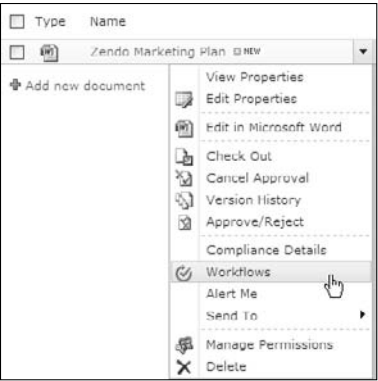 Type Name
Zendo Marketing Plan NEW
Add new document
View Properties
Edit Properties
Edit in Microsoft Word
Check Out
Cancel Approval
Version History
Approve/Reject
Compliance Details
Workflows
Alert Me
Send To
Manage Permissions
Delete